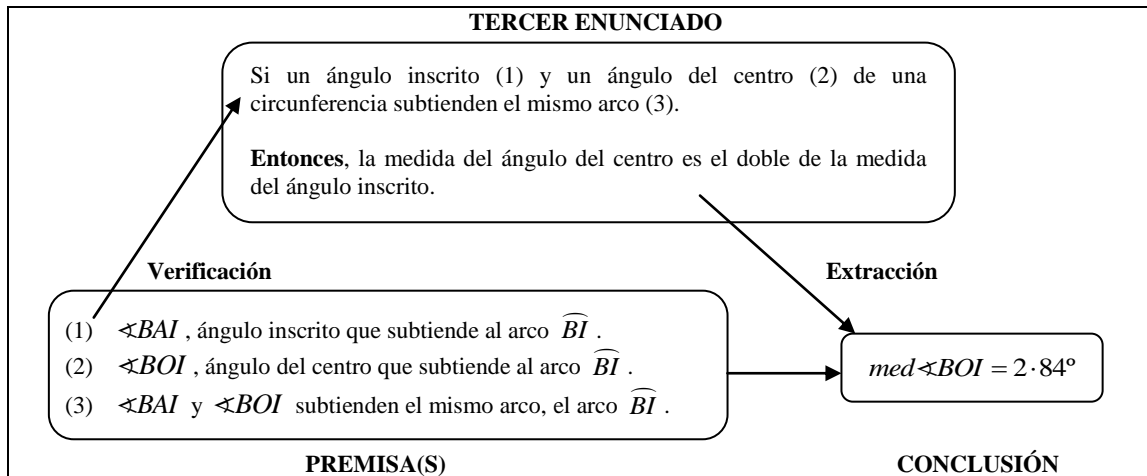 TERCER ENUNCIADO
Si un ángulo inscrito (1) y un ángulo del centro (2) de una
circunferencia subtienden el mismo arco (3).
Entonces, la medida del ángulo del centro es el doble de la medida
del ángulo inscrito.
Verificación
Extracción
(1) ∢BAI , ángulo inscrito que subtiende al arco B͡I .
(2) ∢BOI , ángulo del centro que subtiende al arco B͡I .
(3) ∢BAI y ∢BOI subtienden el mismo arco, el arco B͡I .
med∢BOI = 2·84º
PREMISA(S)
CONCLUSIÓN